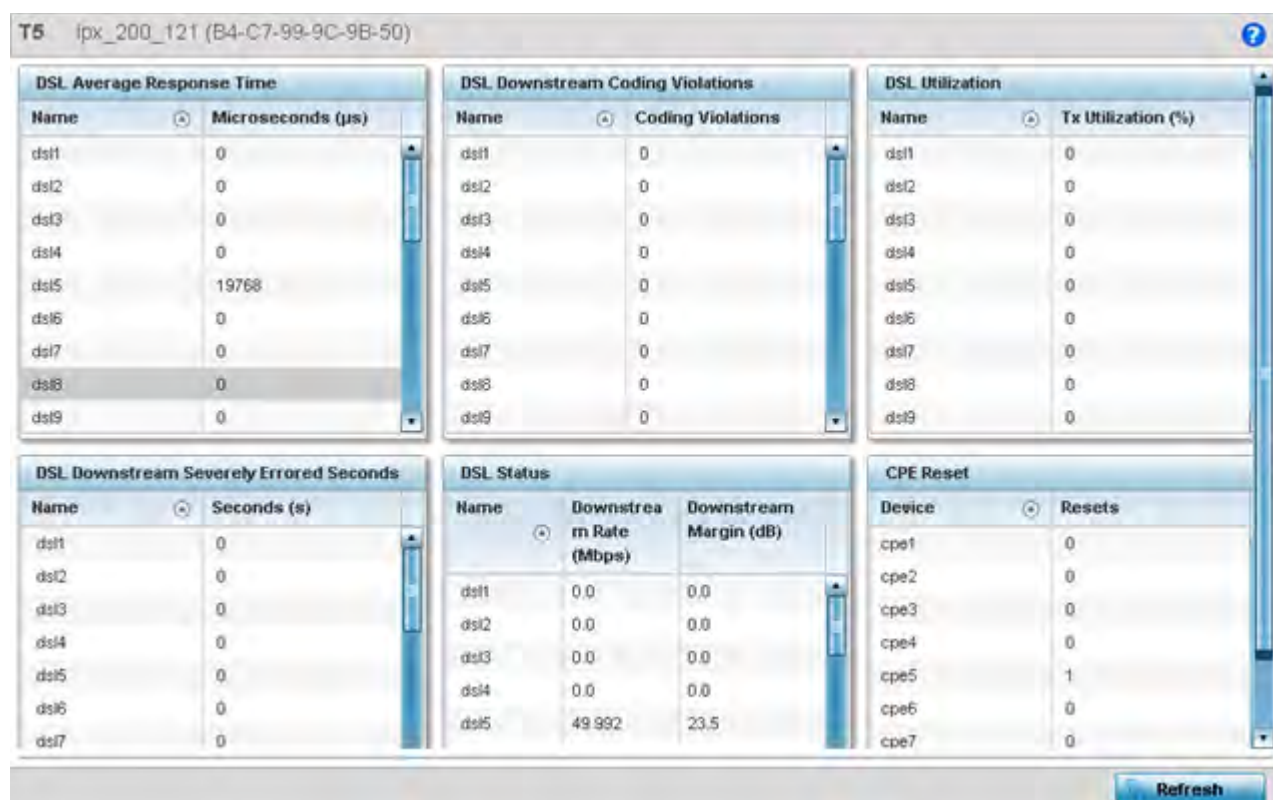 T5 lpx_200_121 (B4-C7-99-9C-9B-50)
?
DSL Average Response Time
Name Microseconds (µs)
dsl1 0
dsl2 0
dsl3 0
dsl4 0
dsl5 19768
dsl6 0
dsl7 0
dsl8 0
dsl9 0
DSL Downstream Coding Violations
Name Coding Violations
dsl1 0
dsl2 0
dsl3 0
dsl4 0
dsl5 0
dsl6 0
dsl7 0
dsl8 0
dsl9 0
DSL Utilization
Name Tx Utilization (%)
dsl1 0
dsl2 0
dsl3 0
dsl4 0
dsl5 0
dsl6 0
dsl7 0
dsl8 0
dsl9 0
DSL Downstream Severely Errored Seconds
Name Seconds (s)
dsl1 0
dsl2 0
dsl3 0
dsl4 0
dsl5 0
dsl6 0
dsl7 0
DSL Status
Name Downstrea Downstream
m Rate Margin (dB)
(Mbps)
dsl1 0.0 0.0
dsl2 0.0 0.0
dsl3 0.0 0.0
dsl4 0.0 0.0
dsl5 49.992 23.5
CPE Reset
Device Resets
cpe1 0
cpe2 0
cpe3 0
cpe4 0
cpe5 1
cpe6 0
cpe7 0
Refresh